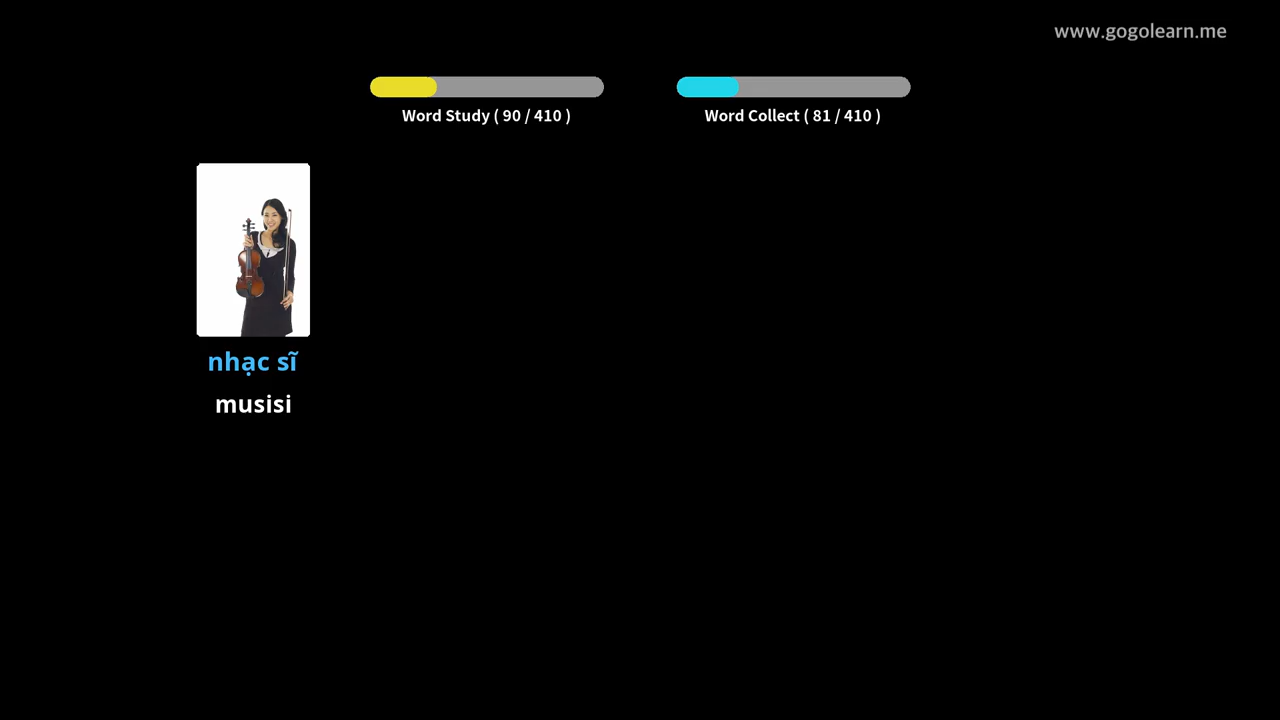 www.gogolearn.me
Word Study ( 90 / 410 )
Word Collect ( 81 / 410 )
nhạc sĩ
musisi